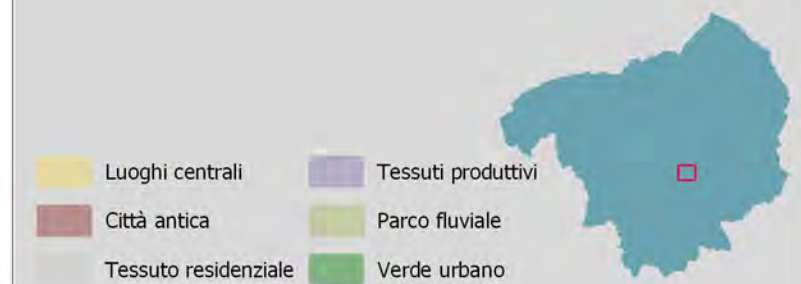 Luoghi centrali
Città antica
Tessuto residenziale
Tessuti produttivi
Parco fluviale
Verde urbano